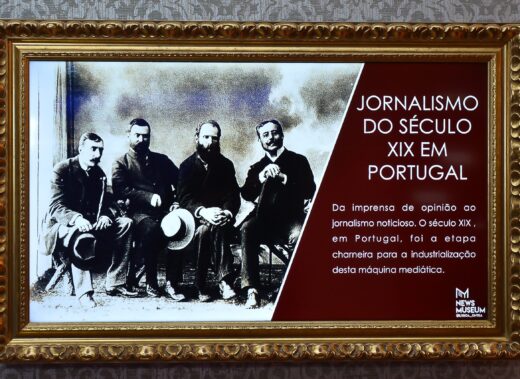 JORNALISMO
DO SÉCULO
XIX EM
PORTUGAL
Da imprensa de opinião ao
jornalismo noticioso. O século XIX ,
em Portugal, foi a etapa
charneira para a industrialização
desta máquina mediática.
NEWS
MUSEUM